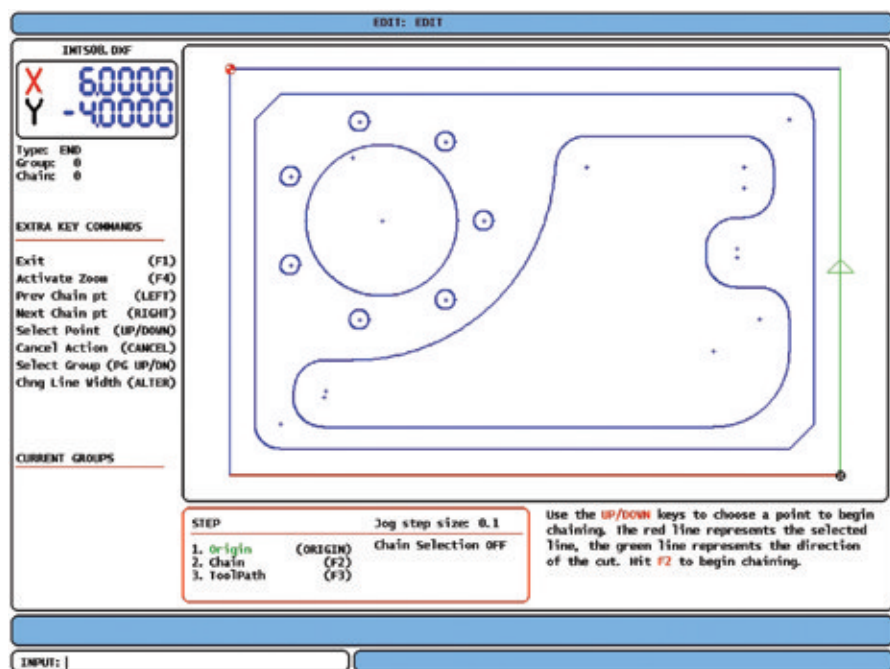 EDIT: EDIT
IMTS08.DXF
X 6.0000
Y -4.0000
Type: END
Group: 0
Chain: 0
EXTRA KEY COMMANDS
Exit (F1)
Activate Zoom (F4)
Prev Chain pt (LEFT)
Next Chain pt (RIGHT)
Select Point (UP/DOWN)
Cancel Action (CANCEL)
Select Group (PG UP/DN)
Chng Line Width (ALTER)
CURRENT GROUPS
STEP Jog step size: 0.1
1. Origin (ORIGIN) Chain Selection OFF
2. Chain (F2)
3. ToolPath (F3)
Use the UP/DOWN keys to choose a point to begin
chaining. The red line represents the selected
line, the green line represents the direction
of the cut. Hit F2 to begin chaining.
INPUT: